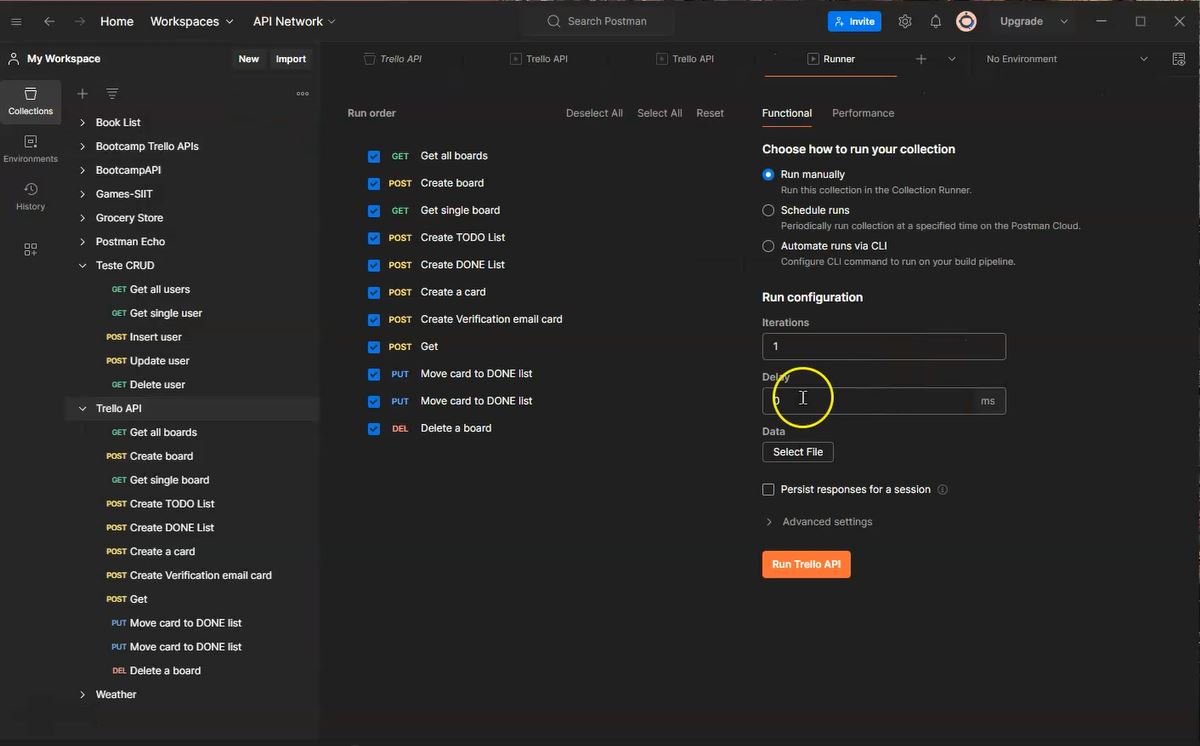 Home Workspaces API Network Search Postman Invite Upgrade
My Workspace New Import
Trello API Trello API Trello API Runner No Environment
Collections
Environments
History
Book List
Bootcamp Trello APIs
BootcampAPI
Games-SIIT
Grocery Store
Postman Echo
Teste CRUD
GET Get all users
GET Get single user
POST Insert user
POST Update user
GET Delete user
Trello API
GET Get all boards
POST Create board
GET Get single board
POST Create TODO List
POST Create DONE List
POST Create a card
POST Create Verification email card
POST Get
PUT Move card to DONE list
PUT Move card to DONE list
DEL Delete a board
Weather
Run order Deselect All Select All Reset
GET Get all boards
POST Create board
GET Get single board
POST Create TODO List
POST Create DONE List
POST Create a card
POST Create Verification email card
POST Get
PUT Move card to DONE list
PUT Move card to DONE list
DEL Delete a board
Functional Performance
Choose how to run your collection
Run manually
Run this collection in the Collection Runner.
Schedule runs
Periodically run collection at a specified time on the Postman Cloud.
Automate runs via CLI
Configure CLI command to run on your build pipeline.
Run configuration
Iterations
1
Delay
0 ms
Data
Select File
Persist responses for a session
Advanced settings
Run Trello API